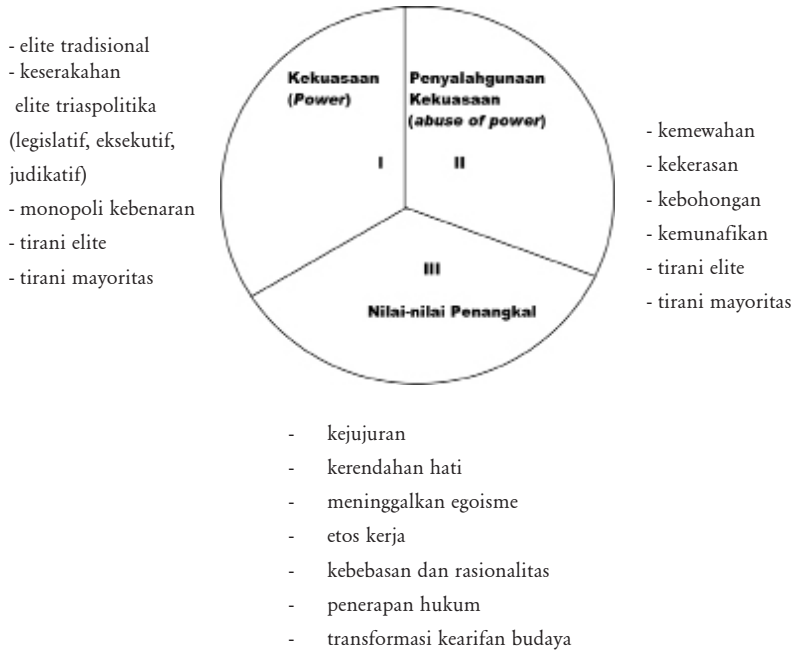 - elite tradisional
- keserakahan
elite triaspolitika
(legislatif, eksekutif,
judikatif)
- monopoli kebenaran
- tirani elite
- tirani mayoritas
Kekuasaan
(Power)
I
Penyalahgunaan
Kekuasaan
(abuse of power)
II
- kemewahan
- kekerasan
- kebohongan
- kemunafikan
- tirani elite
- tirani mayoritas
III
Nilai-nilai Penangkal
- kejujuran
- kerendahan hati
- meninggalkan egoisme
- etos kerja
- kebebasan dan rasionalitas
- penerapan hukum
- transformasi kearifan budaya